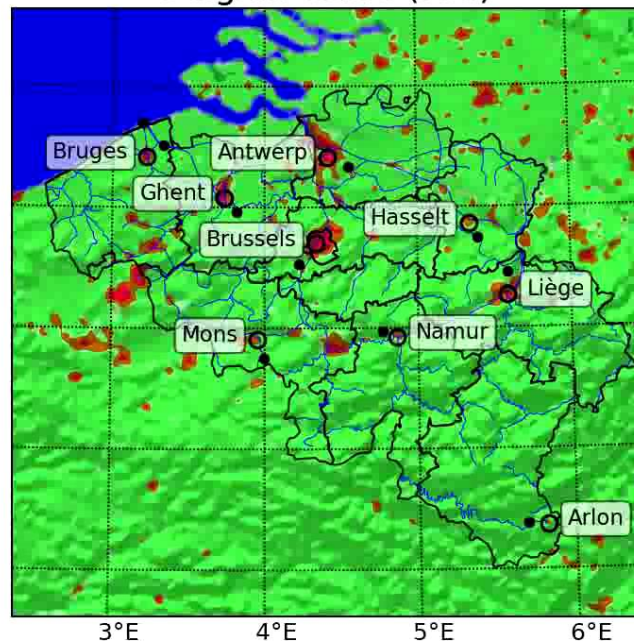 Bruges
Antwerp
Ghent
Hasselt
Brussels
Liège
Mons
Namur
Arlon
3°E 4°E 5°E 6°E